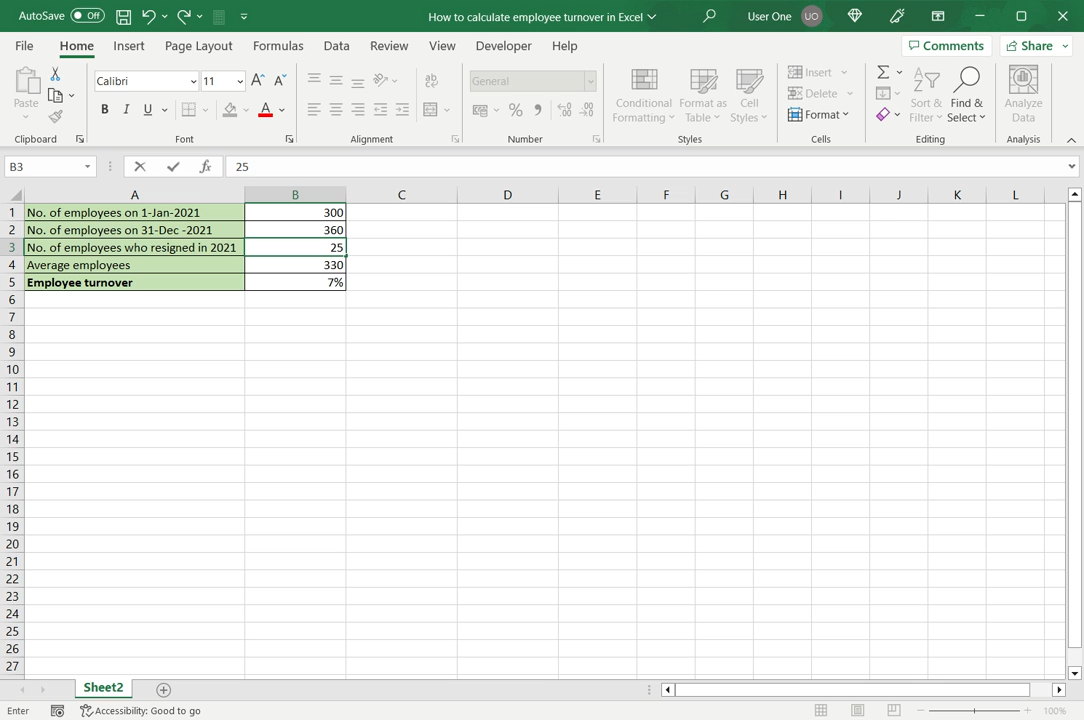 AutoSave Off How to calculate employee turnover in Excel User One UO
File Home Insert Page Layout Formulas Data Review View Developer Help Comments Share
Paste Calibri 11 A A ab General Conditional Formatting Format as Table Cell Styles Insert Delete Format Sort & Filter Find & Select Analyze Data
B I U A % 9
Clipboard Font Alignment Number Styles Cells Editing Analysis
B3 fx 25
A B C D E F G H I J K L
1 No. of employees on 1-Jan-2021 300
2 No. of employees on 31-Dec -2021 360
3 No. of employees who resigned in 2021 25
4 Average employees 330
5 Employee turnover 7%
6
7
8
9
10
11
12
13
14
15
16
17
18
19
20
21
22
23
24
25
26
27
Sheet2
Enter Accessibility: Good to go 100%